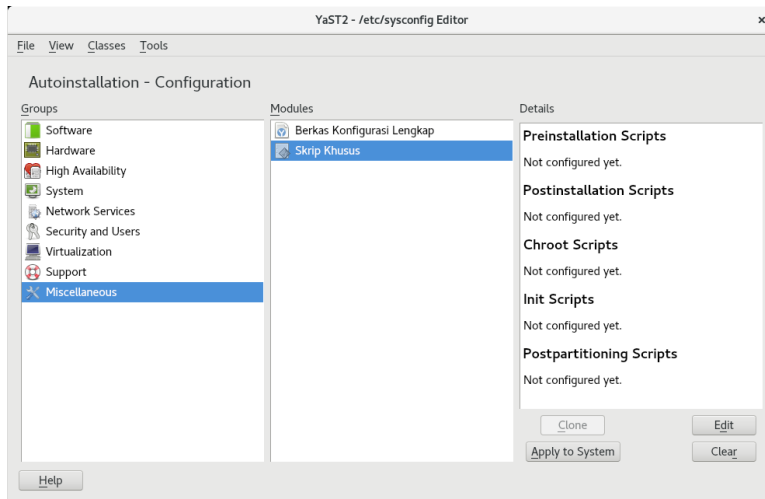 YaST2 - /etc/sysconfig Editor
File View Classes Tools
Autoinstallation - Configuration
Groups
Software
Hardware
High Availability
System
Network Services
Security and Users
Virtualization
Support
Miscellaneous
Modules
Berkas Konfigurasi Lengkap
Skrip Khusus
Details
Preinstallation Scripts
Not configured yet.
Postinstallation Scripts
Not configured yet.
Chroot Scripts
Not configured yet.
Init Scripts
Not configured yet.
Postpartitioning Scripts
Not configured yet.
Clone Edit
Apply to System Clear
Help